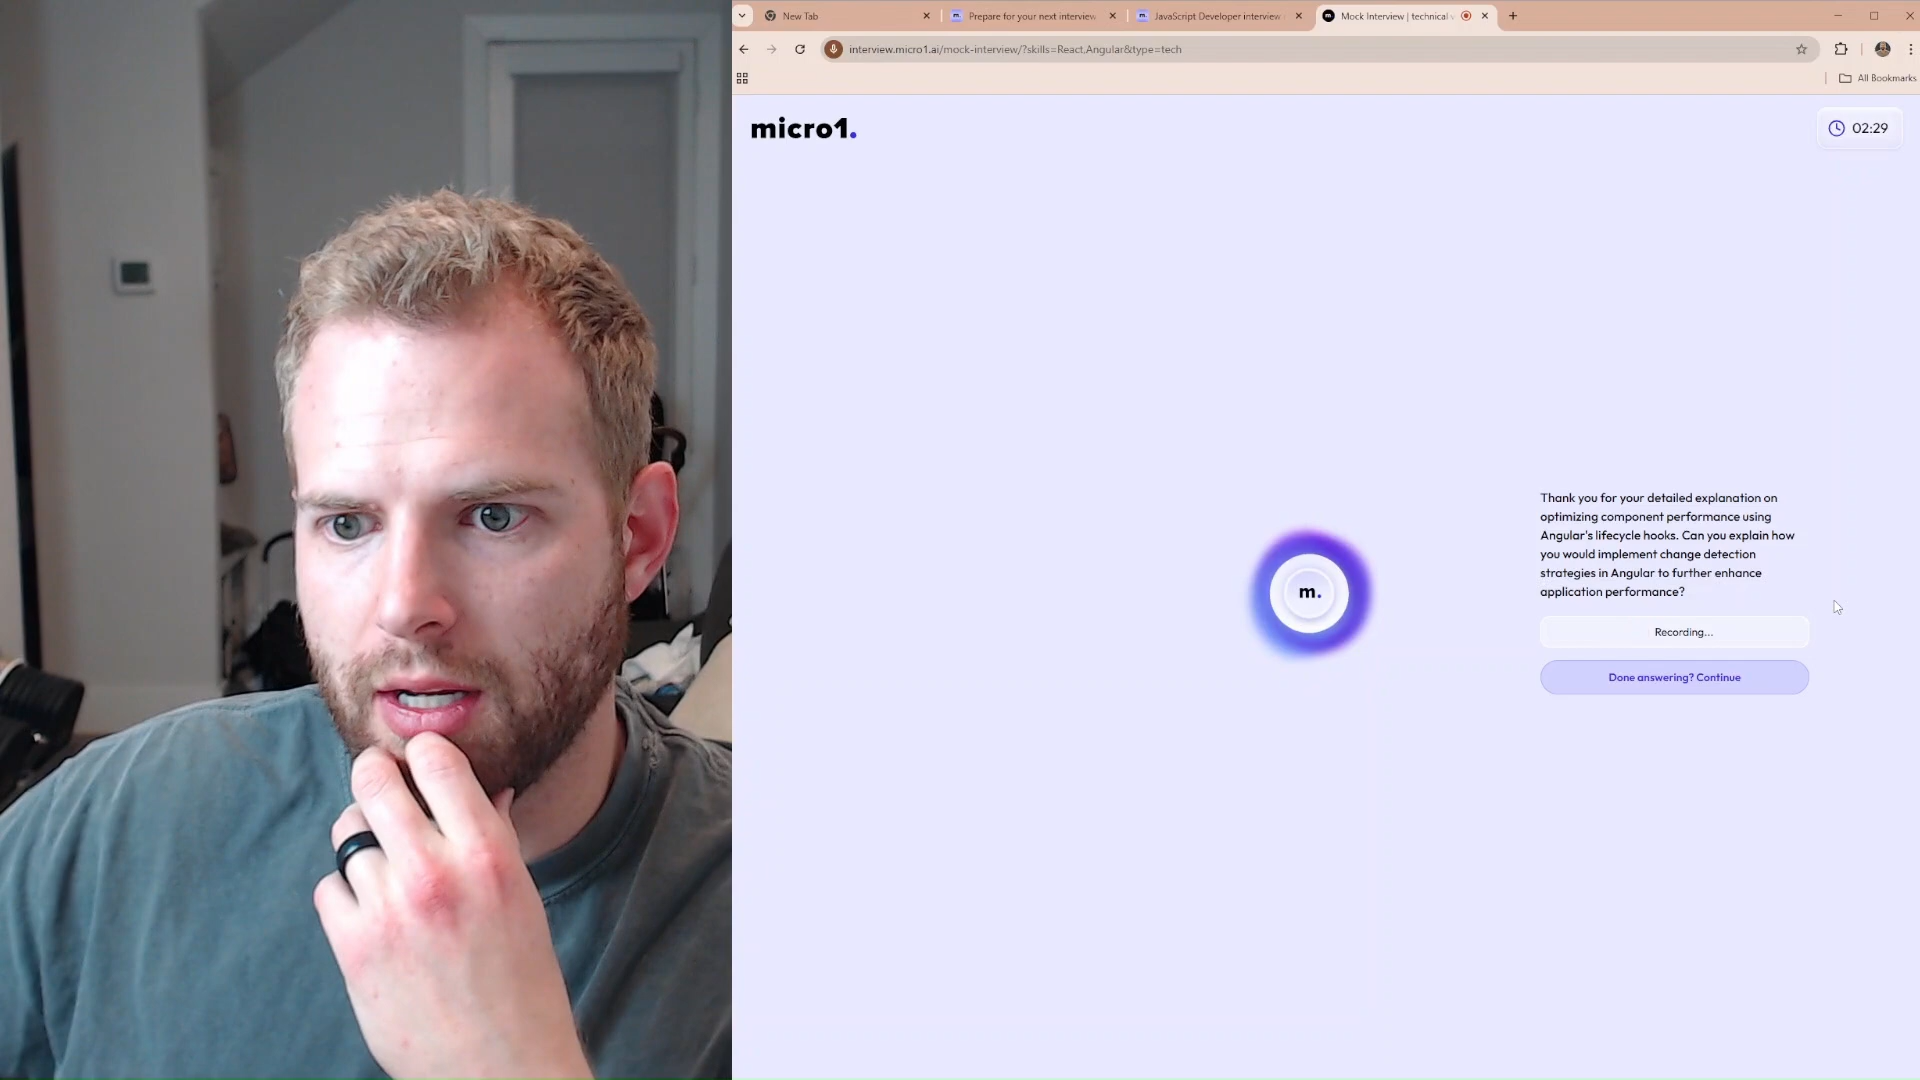 New Tab
Prepare for your next interview
JavaScript Developer interview
Mock Interview | technical
interview.micro1.ai/mock-interview/?skills=React,Angular&type=tech
All Bookmarks
micro1.
02:29
Thank you for your detailed explanation on
optimizing component performance using
Angular's lifecycle hooks. Can you explain how
you would implement change detection
strategies in Angular to further enhance
application performance?
m.
Recording...
Done answering? Continue